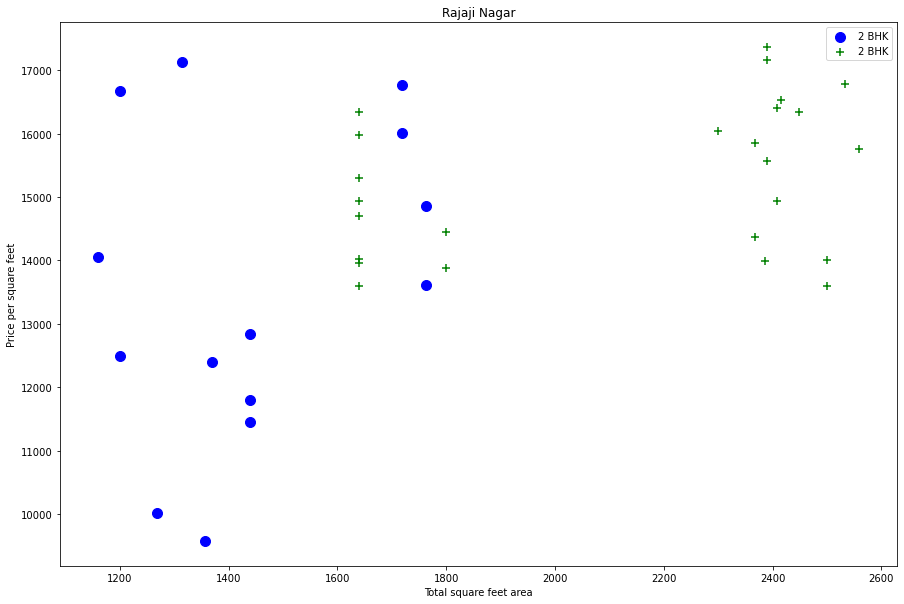 Rajaji Nagar
2 BHK
2 BHK
Price per square feet
17000
16000
15000
14000
13000
12000
11000
10000
1200 1400 1600 1800 2000 2200 2400 2600
Total square feet area